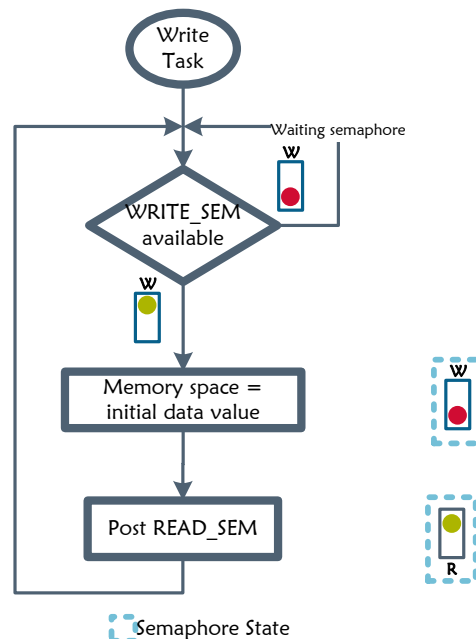 Write
Task
Waiting semaphore
W
WRITE_SEM
available
W
Memory space =
initial data value
W
Post READ_SEM
R
Semaphore State